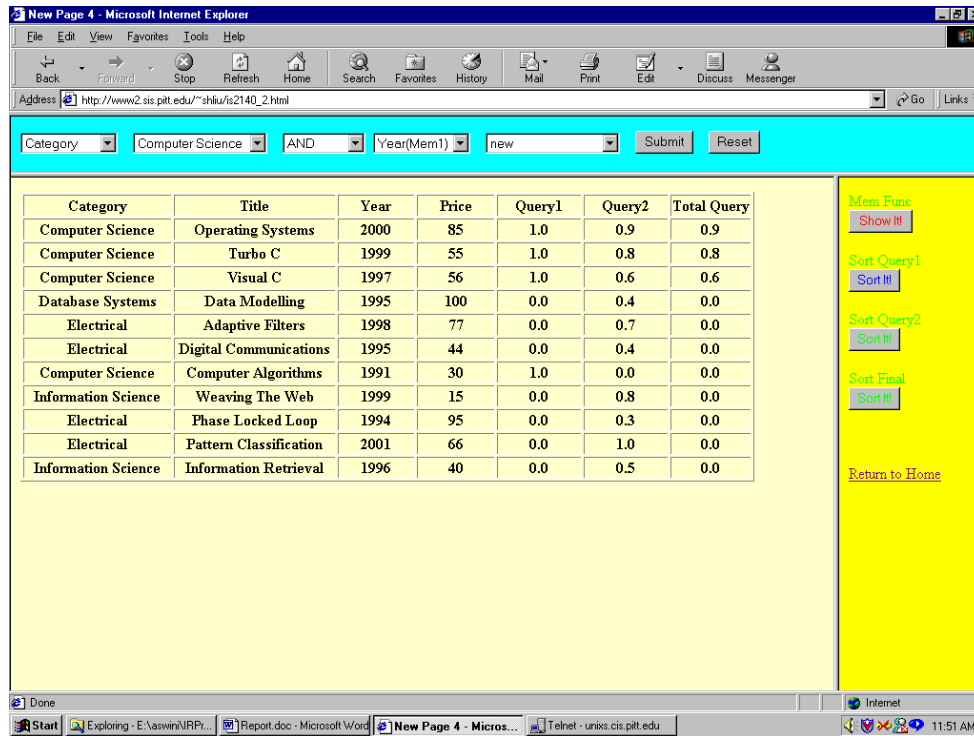 New Page 4 - Microsoft Internet Explorer
File Edit View Favorites Tools Help
Back Forward Stop Refresh Home Search Favorites History Mail Print Edit Discuss Messenger
Address http://www2.sis.pitt.edu/~shliu/is2140_2.html Go Links
Category Computer Science AND Year(Mem1) new Submit Reset
Category Title Year Price Query1 Query2 Total Query
Computer Science Operating Systems 2000 85 1.0 0.9 0.9
Computer Science Turbo C 1999 55 1.0 0.8 0.8
Computer Science Visual C 1997 56 1.0 0.6 0.6
Database Systems Data Modelling 1995 100 0.0 0.4 0.0
Electrical Adaptive Filters 1998 77 0.0 0.7 0.0
Electrical Digital Communications 1995 44 0.0 0.4 0.0
Computer Science Computer Algorithms 1991 30 1.0 0.0 0.0
Information Science Weaving The Web 1999 15 0.0 0.8 0.0
Electrical Phase Locked Loop 1994 95 0.0 0.3 0.0
Electrical Pattern Classification 2001 66 0.0 1.0 0.0
Information Science Information Retrieval 1996 40 0.0 0.5 0.0
Mem Func
Show It!
Sort Query1
Sort It!
Sort Query2
Sort It!
Sort Final
Sort It!
Return to Home
Done Internet
Start Exploring - E:\aswini\IRPr... Report.doc - Microsoft Word New Page 4 - Micros... Telnet - unixs.cis.pitt.edu 11:51 AM